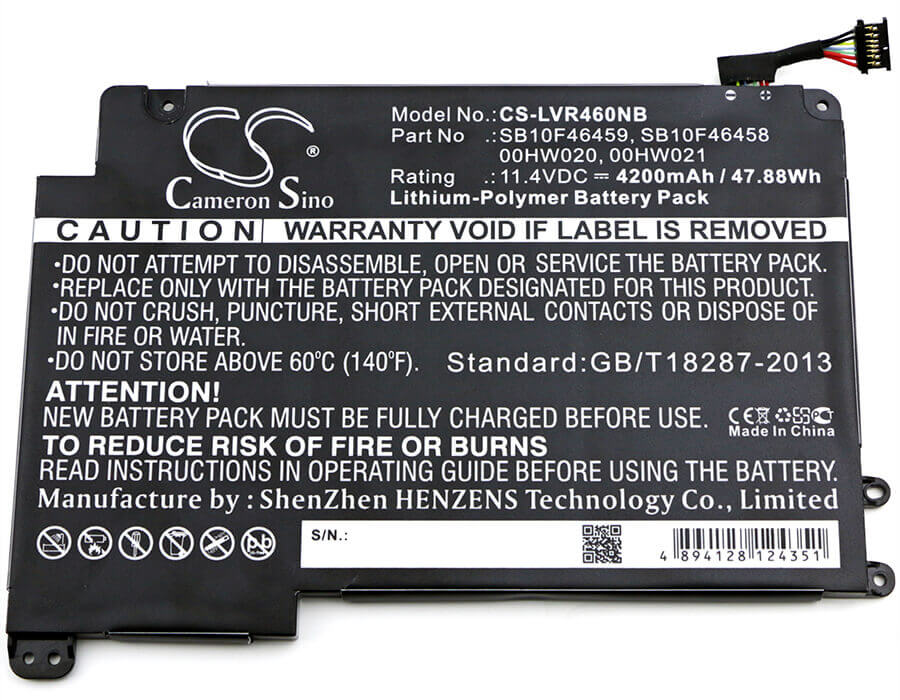 CS®
Cameron Sino
Model No.: CS-LVR460NB
Part No : SB10F46459, SB10F46458
00HW020, 00HW021
Rating : 11.4VDC ⎓ 4200mAh / 47.88Wh
Lithium-Polymer Battery Pack
⊖ ⊕
CAUTION WARRANTY VOID IF LABEL IS REMOVED
•DO NOT ATTEMPT TO DISASSEMBLE, OPEN OR SERVICE THE BATTERY PACK.
•REPLACE ONLY WITH THE BATTERY PACK DESIGNATED FOR THIS PRODUCT.
•DO NOT CRUSH, PUNCTURE, SHORT EXTERNAL CONTACTS OR DISPOSE OF
IN FIRE OR WATER.
•DO NOT STORE ABOVE 60ºC (140ºF). Standard:GB/T18287-2013
ATTENTION!
NEW BATTERY PACK MUST BE FULLY CHARGED BEFORE USE.
TO REDUCE RISK OF FIRE OR BURNS
READ INSTRUCTIONS IN OPERATING GUIDE BEFORE USING THE BATTERY.
CE
Made In China
Manufacture by : ShenZhen HENZENS Technology Co., Limited
Pb
S/N.:
4 894128 124351